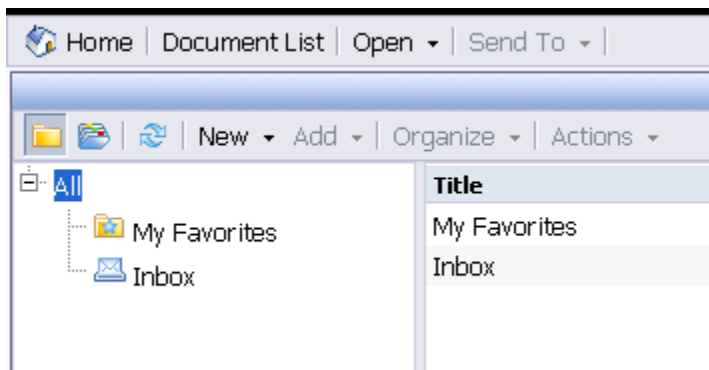 Home | Document List | Open | Send To |
New Add | Organize | Actions
All
Title
My Favorites
My Favorites
Inbox
Inbox